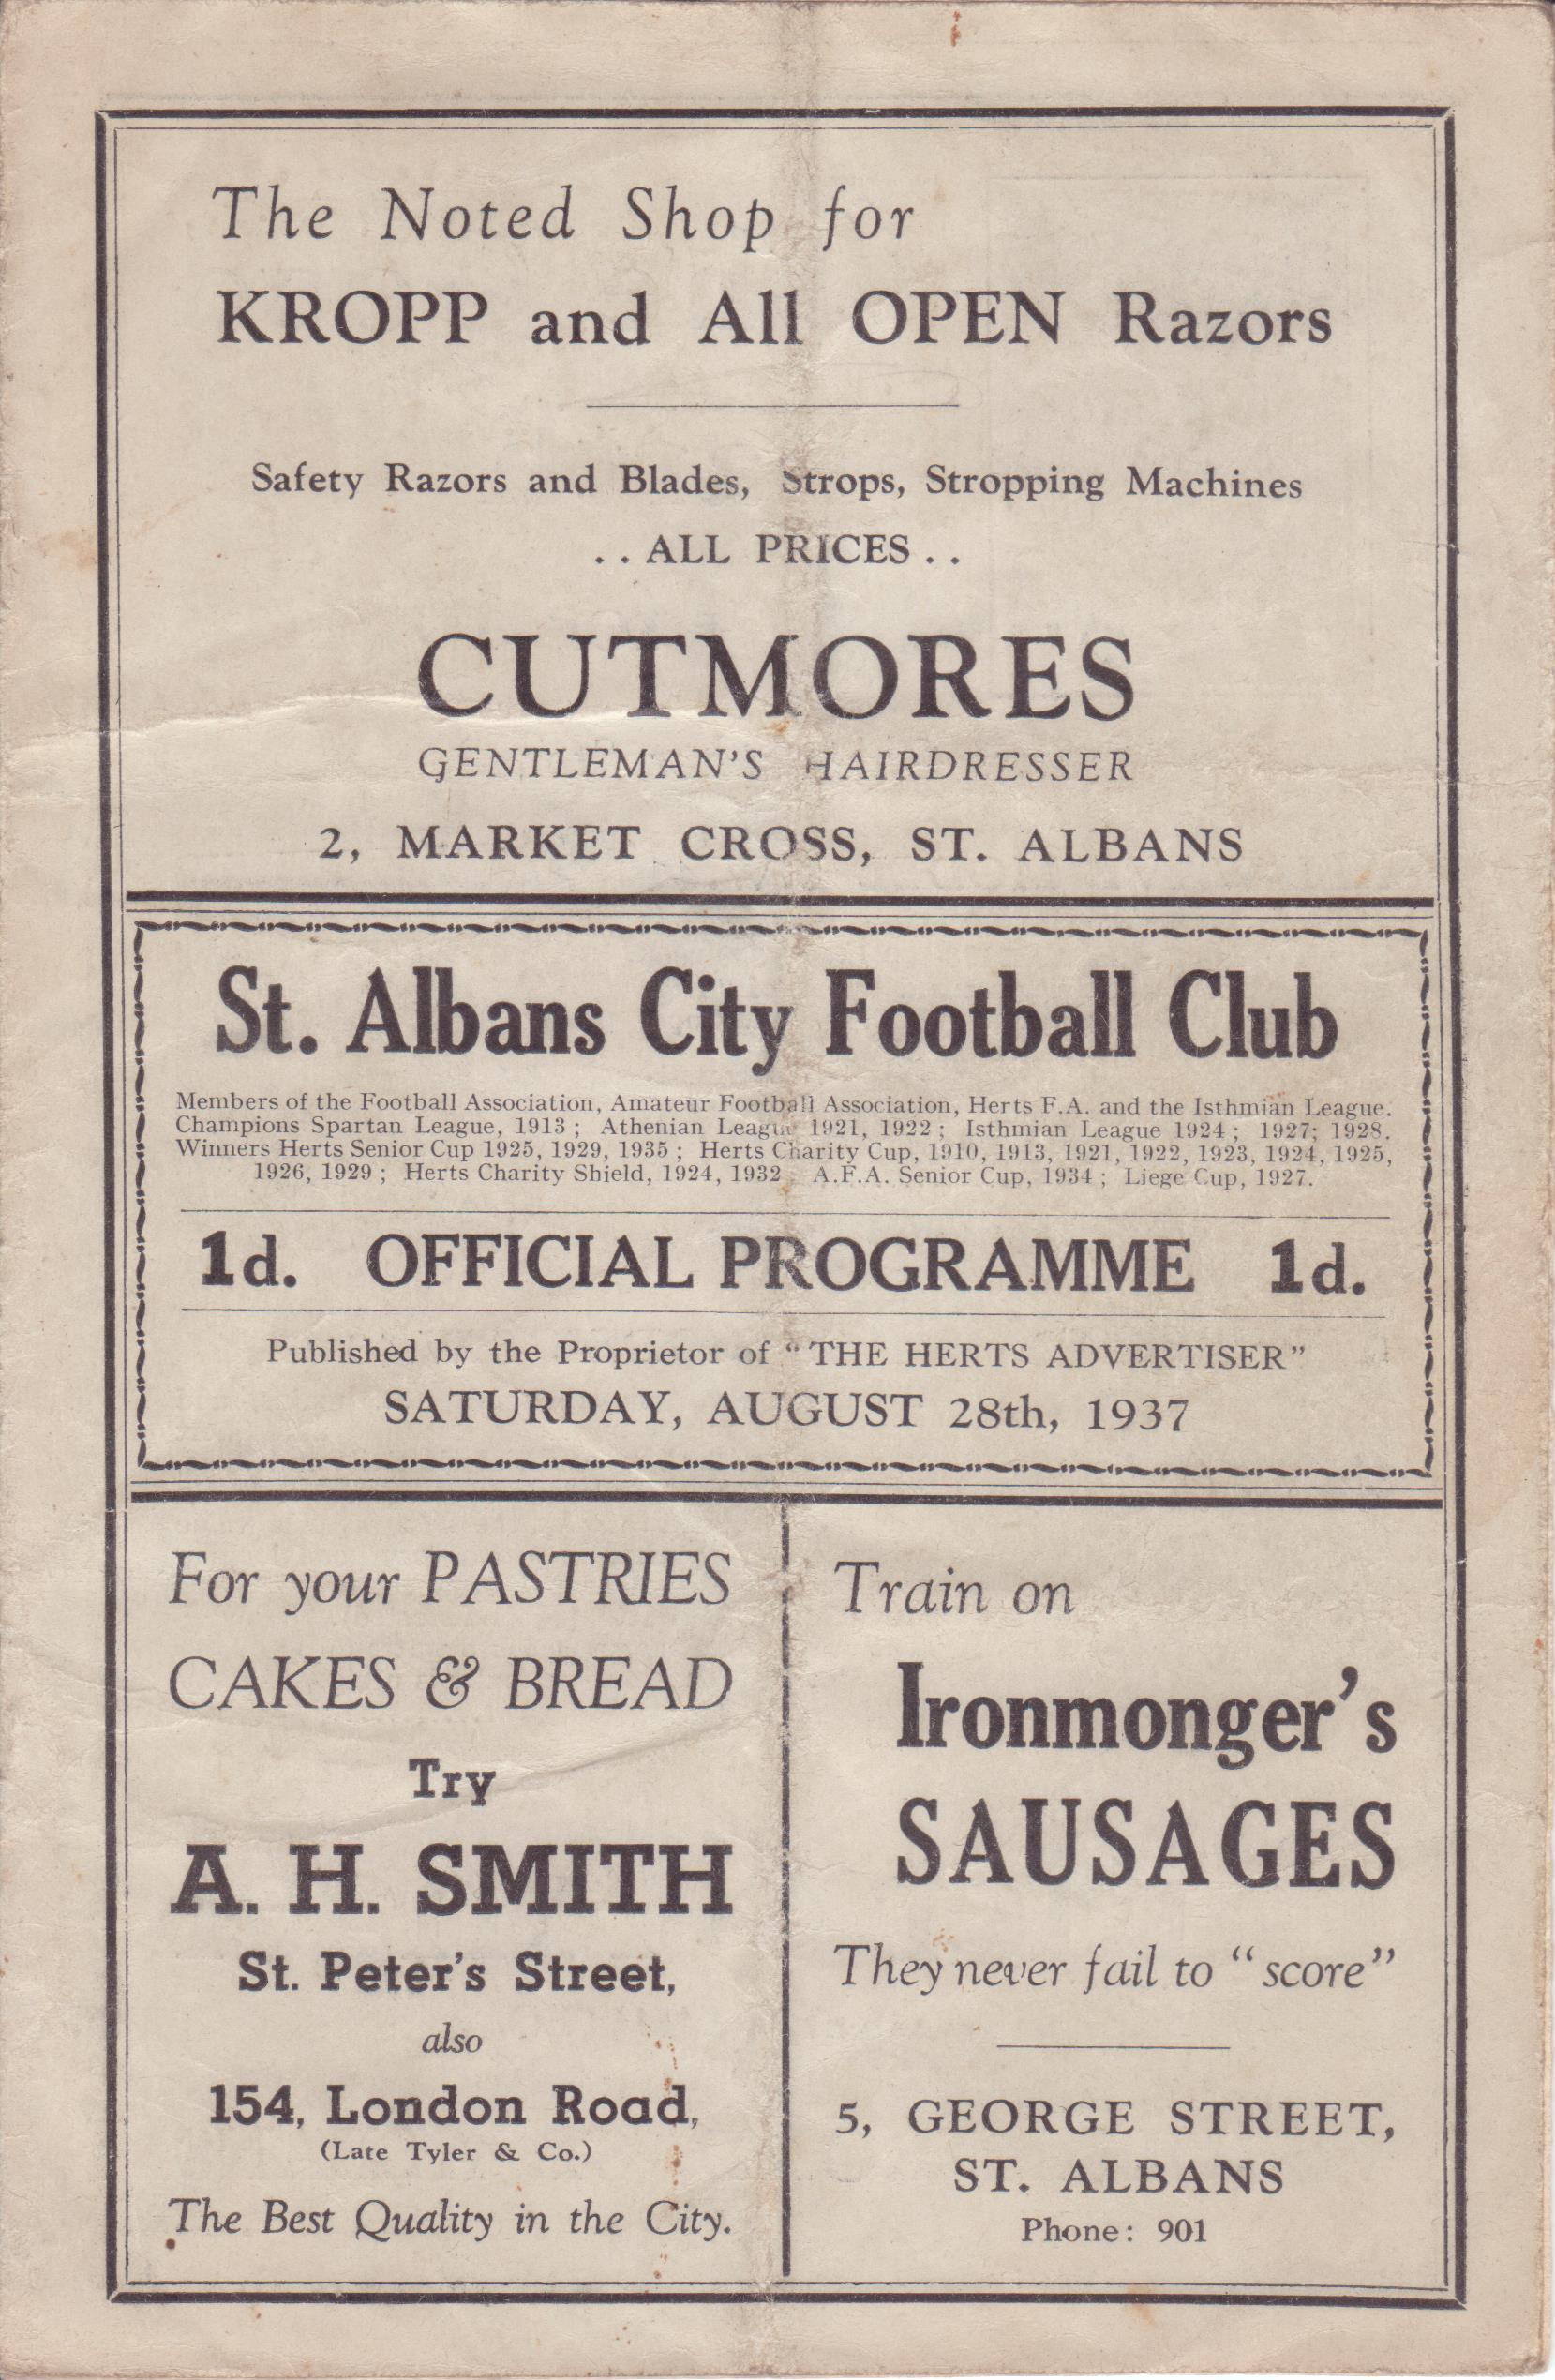 The Noted Shop for
KROPP and All OPEN Razors
Safety Razors and Blades, Strops, Stropping Machines
. . ALL PRICES . .
CUTMORES
GENTLEMAN'S HAIRDRESSER
2, MARKET CROSS, ST. ALBANS
St. Albans City Football Club
Members of the Football Association, Amateur Football Association, Herts F.A. and the Isthmian League.
Champions Spartan League, 1913 ; Athenian League 1921, 1922 ; Isthmian League 1924 ; 1927; 1928.
Winners Herts Senior Cup 1925, 1929, 1935 ; Herts Charity Cup, 1910, 1913, 1921, 1922, 1923, 1924, 1925,
1926, 1929 ; Herts Charity Shield, 1924, 1932 ; A.F.A. Senior Cup, 1934 ; Liege Cup, 1927.
1d. OFFICIAL PROGRAMME 1d.
Published by the Proprietor of “THE HERTS ADVERTISER”
SATURDAY, AUGUST 28th, 1937
For your PASTRIES
CAKES & BREAD
Try
A. H. SMITH
St. Peter's Street,
also
154, London Road,
(Late Tyler & Co.)
The Best Quality in the City.
Train on
Ironmonger's
SAUSAGES
They never fail to “score”
5, GEORGE STREET,
ST. ALBANS
Phone: 901